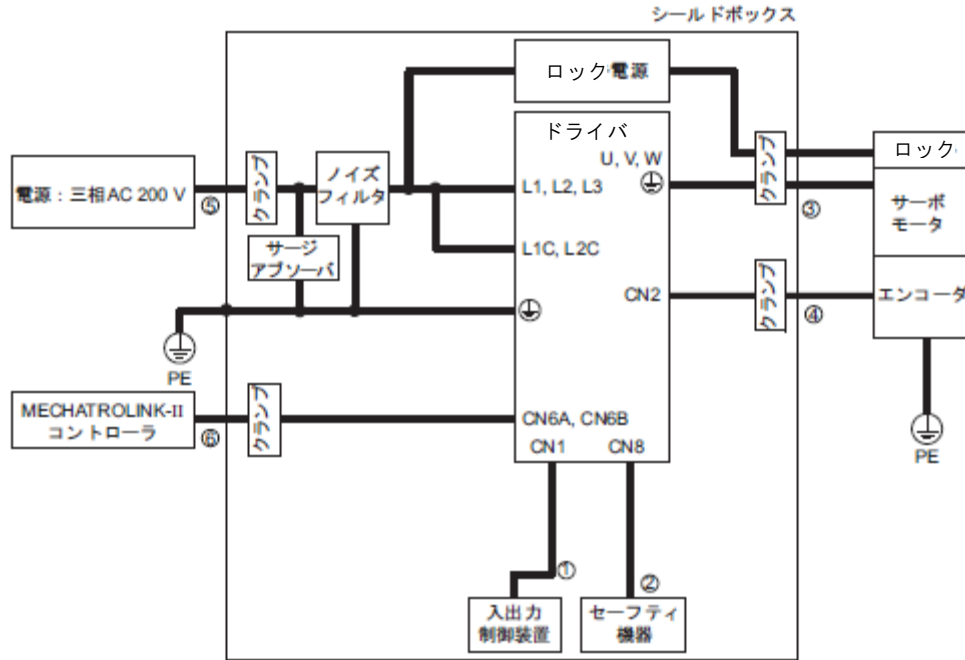 シールドボックス
ロック電源
ドライバ
U, V, W
クランプ
ロック
電源：三相AC 200 V
⑤
クランプ
ノイズ
フィルタ
L1, L2, L3
③
サーボ
モータ
サージ
アブソーバ
L1C, L2C
CN2
クランプ
④
エンコーダ
PE
MECHATROLINK-II
コントローラ
⑥
クランプ
CN6A, CN6B
CN1
CN8
PE
①
②
入出力
制御装置
セーフティ
機器